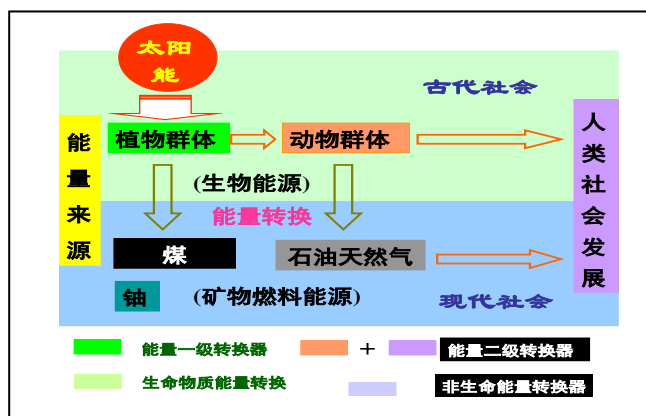 太阳
能
古代社会
能量来源
植物群体
动物群体
人类社会发展
(生物能源)
能量转换
煤
石油天然气
铀
(矿物燃料能源)
现代社会
能量一级转换器
+
能量二级转换器
生命物质能量转换
非生命能量转换器